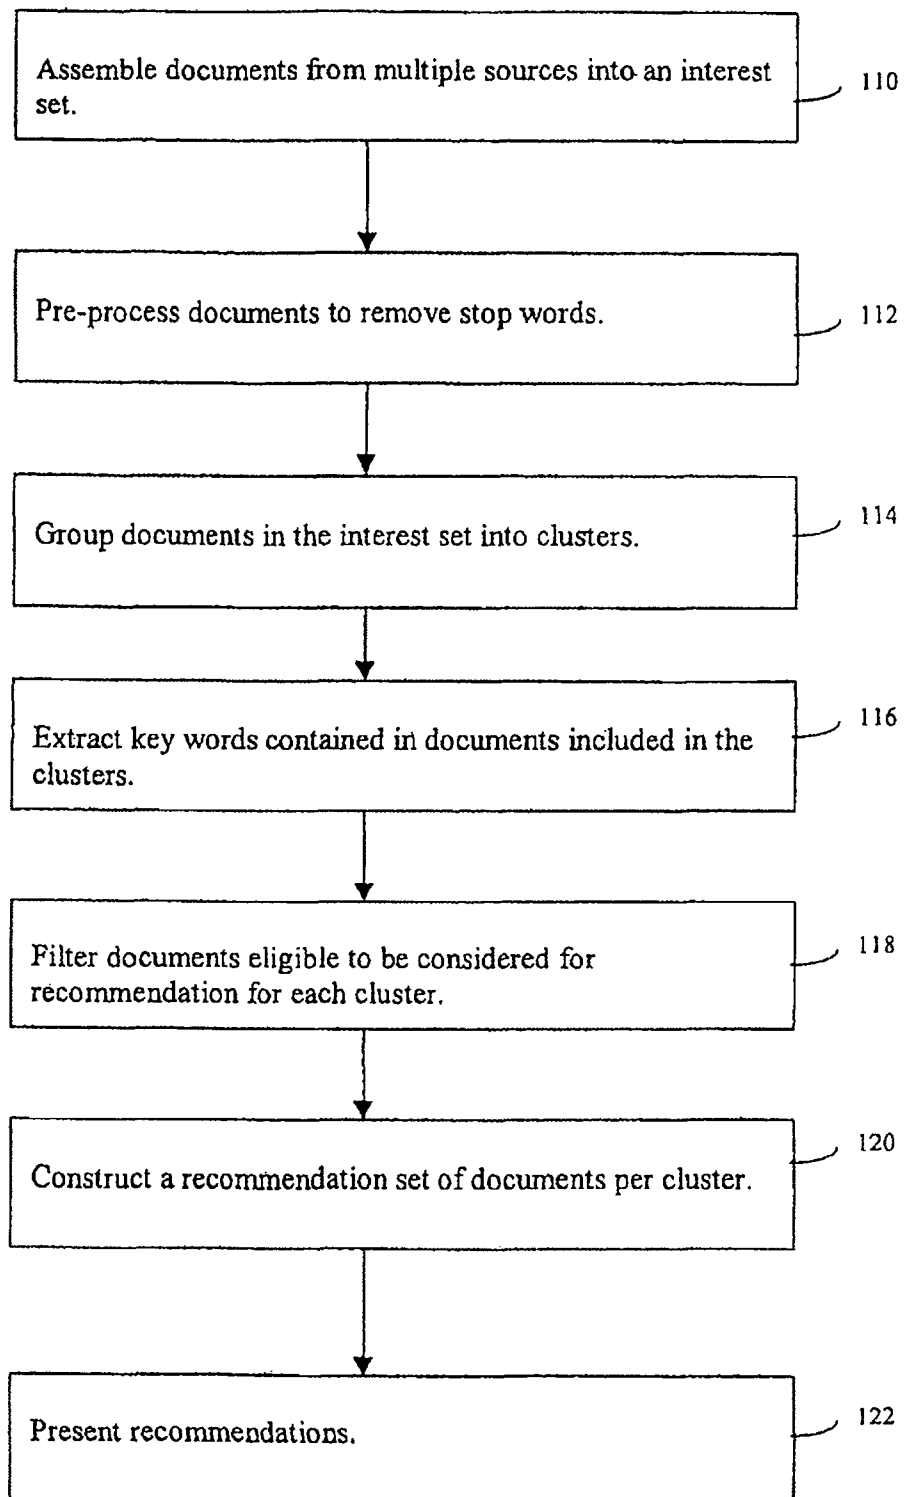 Assemble documents from multiple sources into an interest
set.
110
Pre-process documents to remove stop words.
112
Group documents in the interest set into clusters.
114
Extract key words contained in documents included in the
clusters.
116
Filter documents eligible to be considered for
recommendation for each cluster.
118
Construct a recommendation set of documents per cluster.
120
Present recommendations.
122